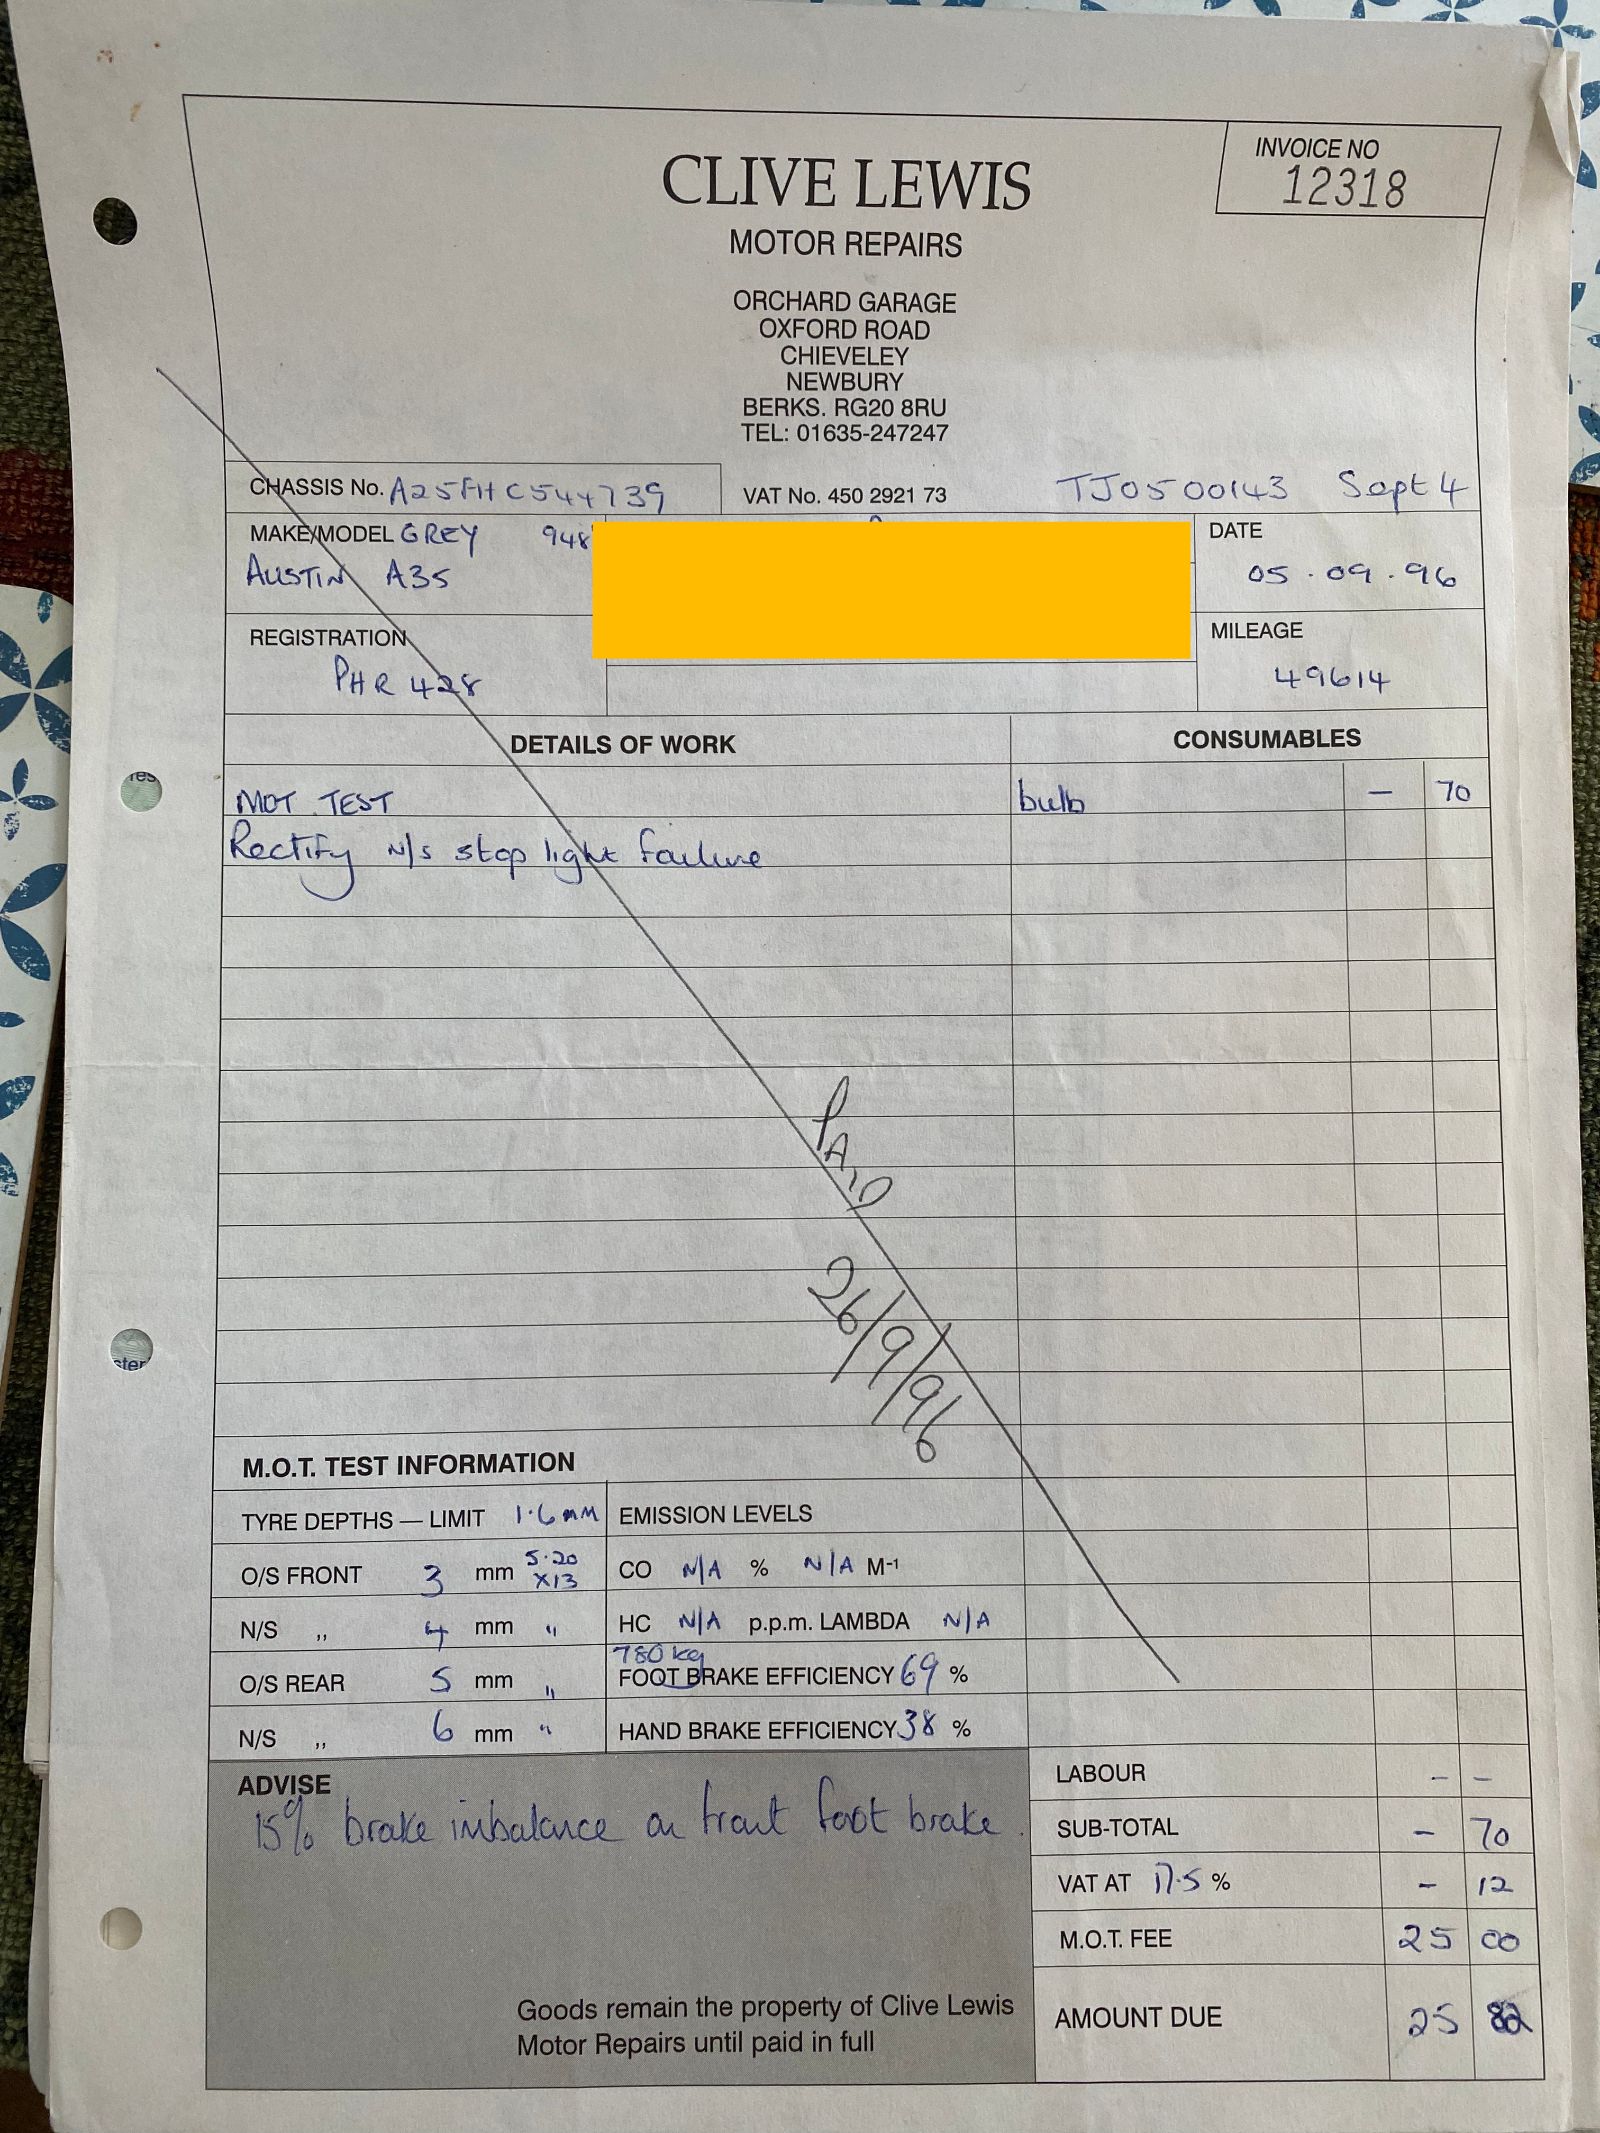 INVOICE NO
12318
CLIVE LEWIS
MOTOR REPAIRS
ORCHARD GARAGE
OXFORD ROAD
CHIEVELEY
NEWBURY
BERKS. RG20 8RU
TEL: 01635-247247
CHASSIS No. A25FHC544739 VAT No. 450 2921 73 TJ0500143 Sept 4
MAKE/MODEL GREY 948 DATE
AUSTIN A35 05.09.96
REGISTRATION MILEAGE
PHR 428 49614
DETAILS OF WORK CONSUMABLES
MOT TEST bulb - 70
Rectify N/S stop light failure
PAID
26/9/96
M.O.T. TEST INFORMATION
TYRE DEPTHS — LIMIT 1.6mm EMISSION LEVELS
O/S FRONT 3 mm 5.20 x13 CO N/A % N/A M-1
N/S ,, 4 mm " HC N/A p.p.m. LAMBDA N/A
780 kg
O/S REAR 5 mm " FOOT BRAKE EFFICIENCY 69 %
N/S ,, 6 mm " HAND BRAKE EFFICIENCY 38 %
ADVISE LABOUR - -
15% brake imbalance on front foot brake. SUB-TOTAL - 70
VAT AT 17.5 % - 12
M.O.T. FEE 25 00
Goods remain the property of Clive Lewis
Motor Repairs until paid in full
AMOUNT DUE 25 82